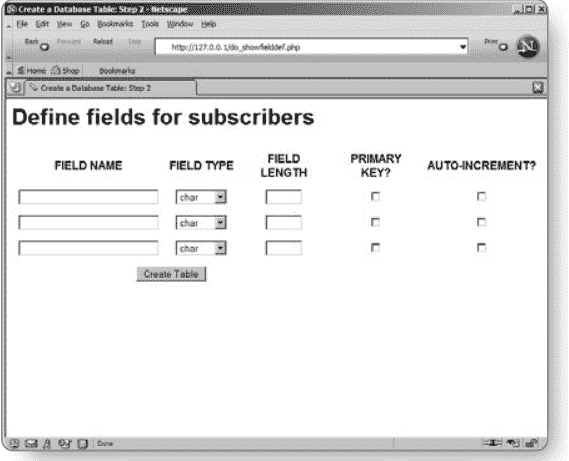 Create a Database Table: Step 2 - Netscape
File Edit View Go Bookmarks Tools Window Help
Back Forward Reload Stop http://127.0.0.1/do_showfielddef.php Print N
Home Shop Bookmarks
Create a Database Table: Step 2
Define fields for subscribers
FIELD NAME FIELD TYPE FIELD LENGTH PRIMARY KEY? AUTO-INCREMENT?
char
char
char
Create Table
Done